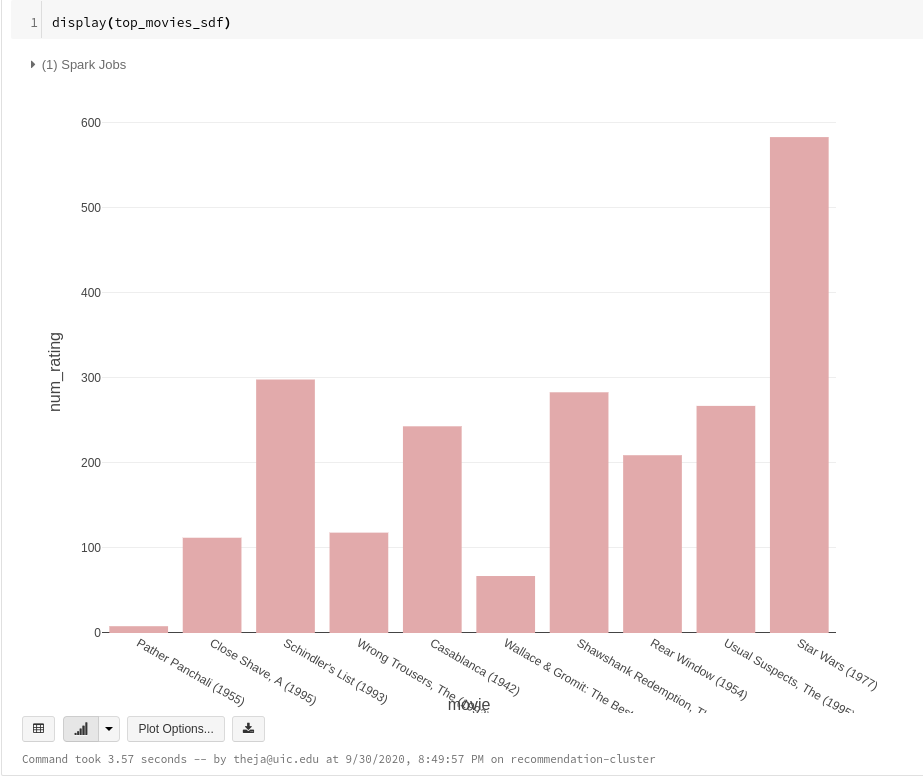 1 display(top_movies_sdf)
(1) Spark Jobs
600
500
400
300
200
100
0
num_rating
Pather Panchali (1955)
Close Shave, A (1995)
Schindler's List (1993)
Wrong Trousers, The
Casablanca (1942)
Wallace & Gromit: The Best
Shawshank Redemption,
Rear Window (1954)
Usual Suspects, The (1995)
Star Wars (1977)
movie
Plot Options...
Command took 3.57 seconds -- by theja@uic.edu at 9/30/2020, 8:49:57 PM on recommendation-cluster